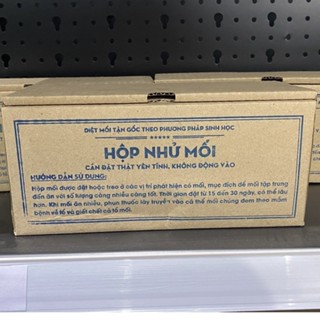 DIỆT MỐI TẬN GỐC THEO PHƯƠNG PHÁP SINH HỌC
HỘP NHỬ MỐI
CẦN ĐẶT THẬT YÊN TĨNH, KHÔNG ĐỘNG VÀO
HƯỚNG DẪN SỬ DỤNG:
Hộp mối được đặt hoặc treo ở các vị trí phát hiện có mối, mục đích để mối tập trung
đến ăn với số lượng càng nhiều càng tốt. Thời gian đặt từ 15 đến 30 ngày, có thể lâu
hơn. Khi mối ăn nhiều, phun thuốc lây truyền vào cơ thể mối chúng đem theo mầm
bệnh về tổ và giết chết cả tổ mối.